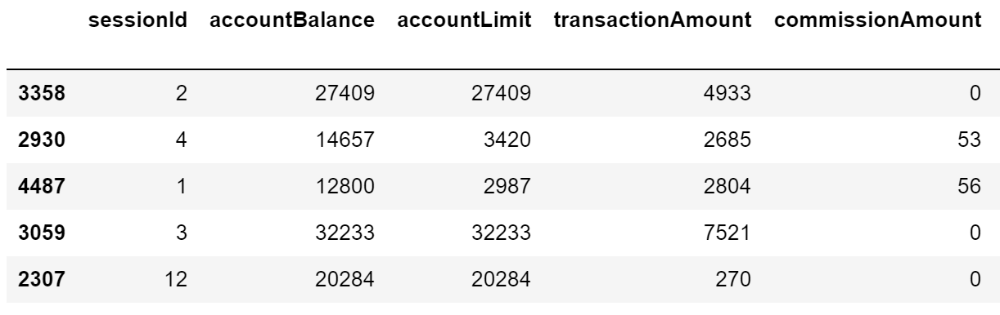 sessionId accountBalance accountLimit transactionAmount commissionAmount
3358 2 27409 27409 4933 0
2930 4 14657 3420 2685 53
4487 1 12800 2987 2804 56
3059 3 32233 32233 7521 0
2307 12 20284 20284 270 0